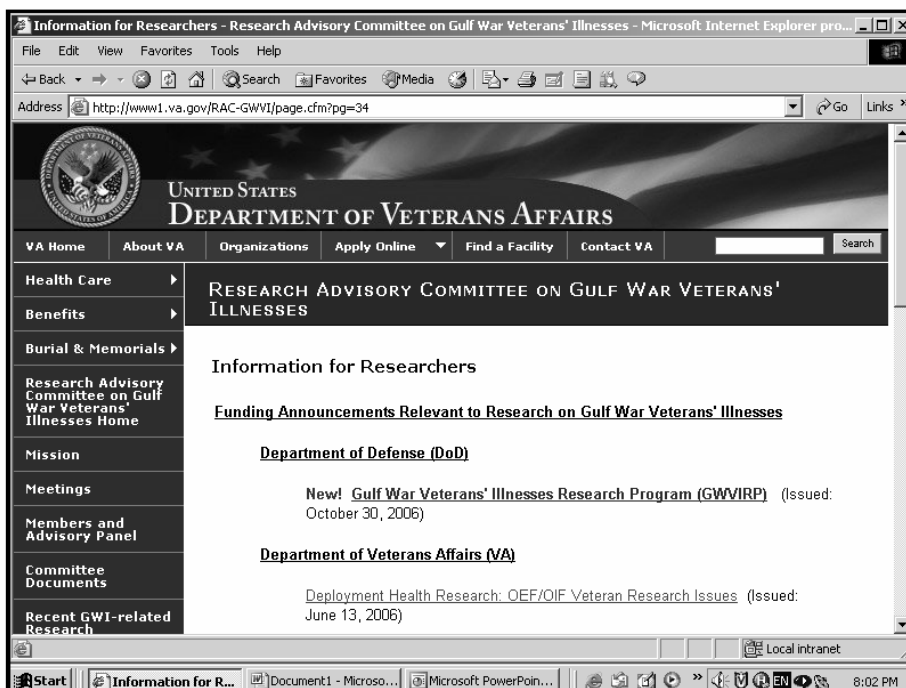 Information for Researchers - Research Advisory Committee on Gulf War Veterans' Illnesses - Microsoft Internet Explorer pro...
File Edit View Favorites Tools Help
Back Search Favorites Media
Address http://www1.va.gov/RAC-GWVI/page.cfm?pg=34 Go Links »
UNITED STATES
DEPARTMENT OF VETERANS AFFAIRS
VA Home About VA Organizations Apply Online Find a Facility Contact VA Search
Health Care
Benefits
Burial & Memorials
Research Advisory
Committee on Gulf
War Veterans'
Illnesses Home
Mission
Meetings
Members and
Advisory Panel
Committee
Documents
Recent GWI-related
Research
RESEARCH ADVISORY COMMITTEE ON GULF WAR VETERANS'
ILLNESSES
Information for Researchers
Funding Announcements Relevant to Research on Gulf War Veterans' Illnesses
Department of Defense (DoD)
New! Gulf War Veterans' Illnesses Research Program (GWVIRP) (Issued:
October 30, 2006)
Department of Veterans Affairs (VA)
Deployment Health Research: OEF/OIF Veteran Research Issues (Issued:
June 13, 2006)
Local intranet
Start Information for R... Document1 - Microso... Microsoft PowerPoin... » EN 8:02 PM